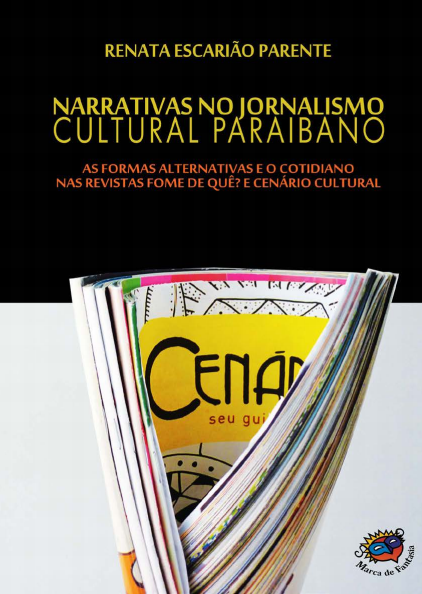 RENATA ESCARIÃO PARENTE
NARRATIVAS NO JORNALISMO
CULTURAL PARAIBANO
AS FORMAS ALTERNATIVAS E O COTIDIANO
NAS REVISTAS FOME DE QUÊ? E CENÁRIO CULTURAL
CENÁ
seu gui
Marca de Fantasia